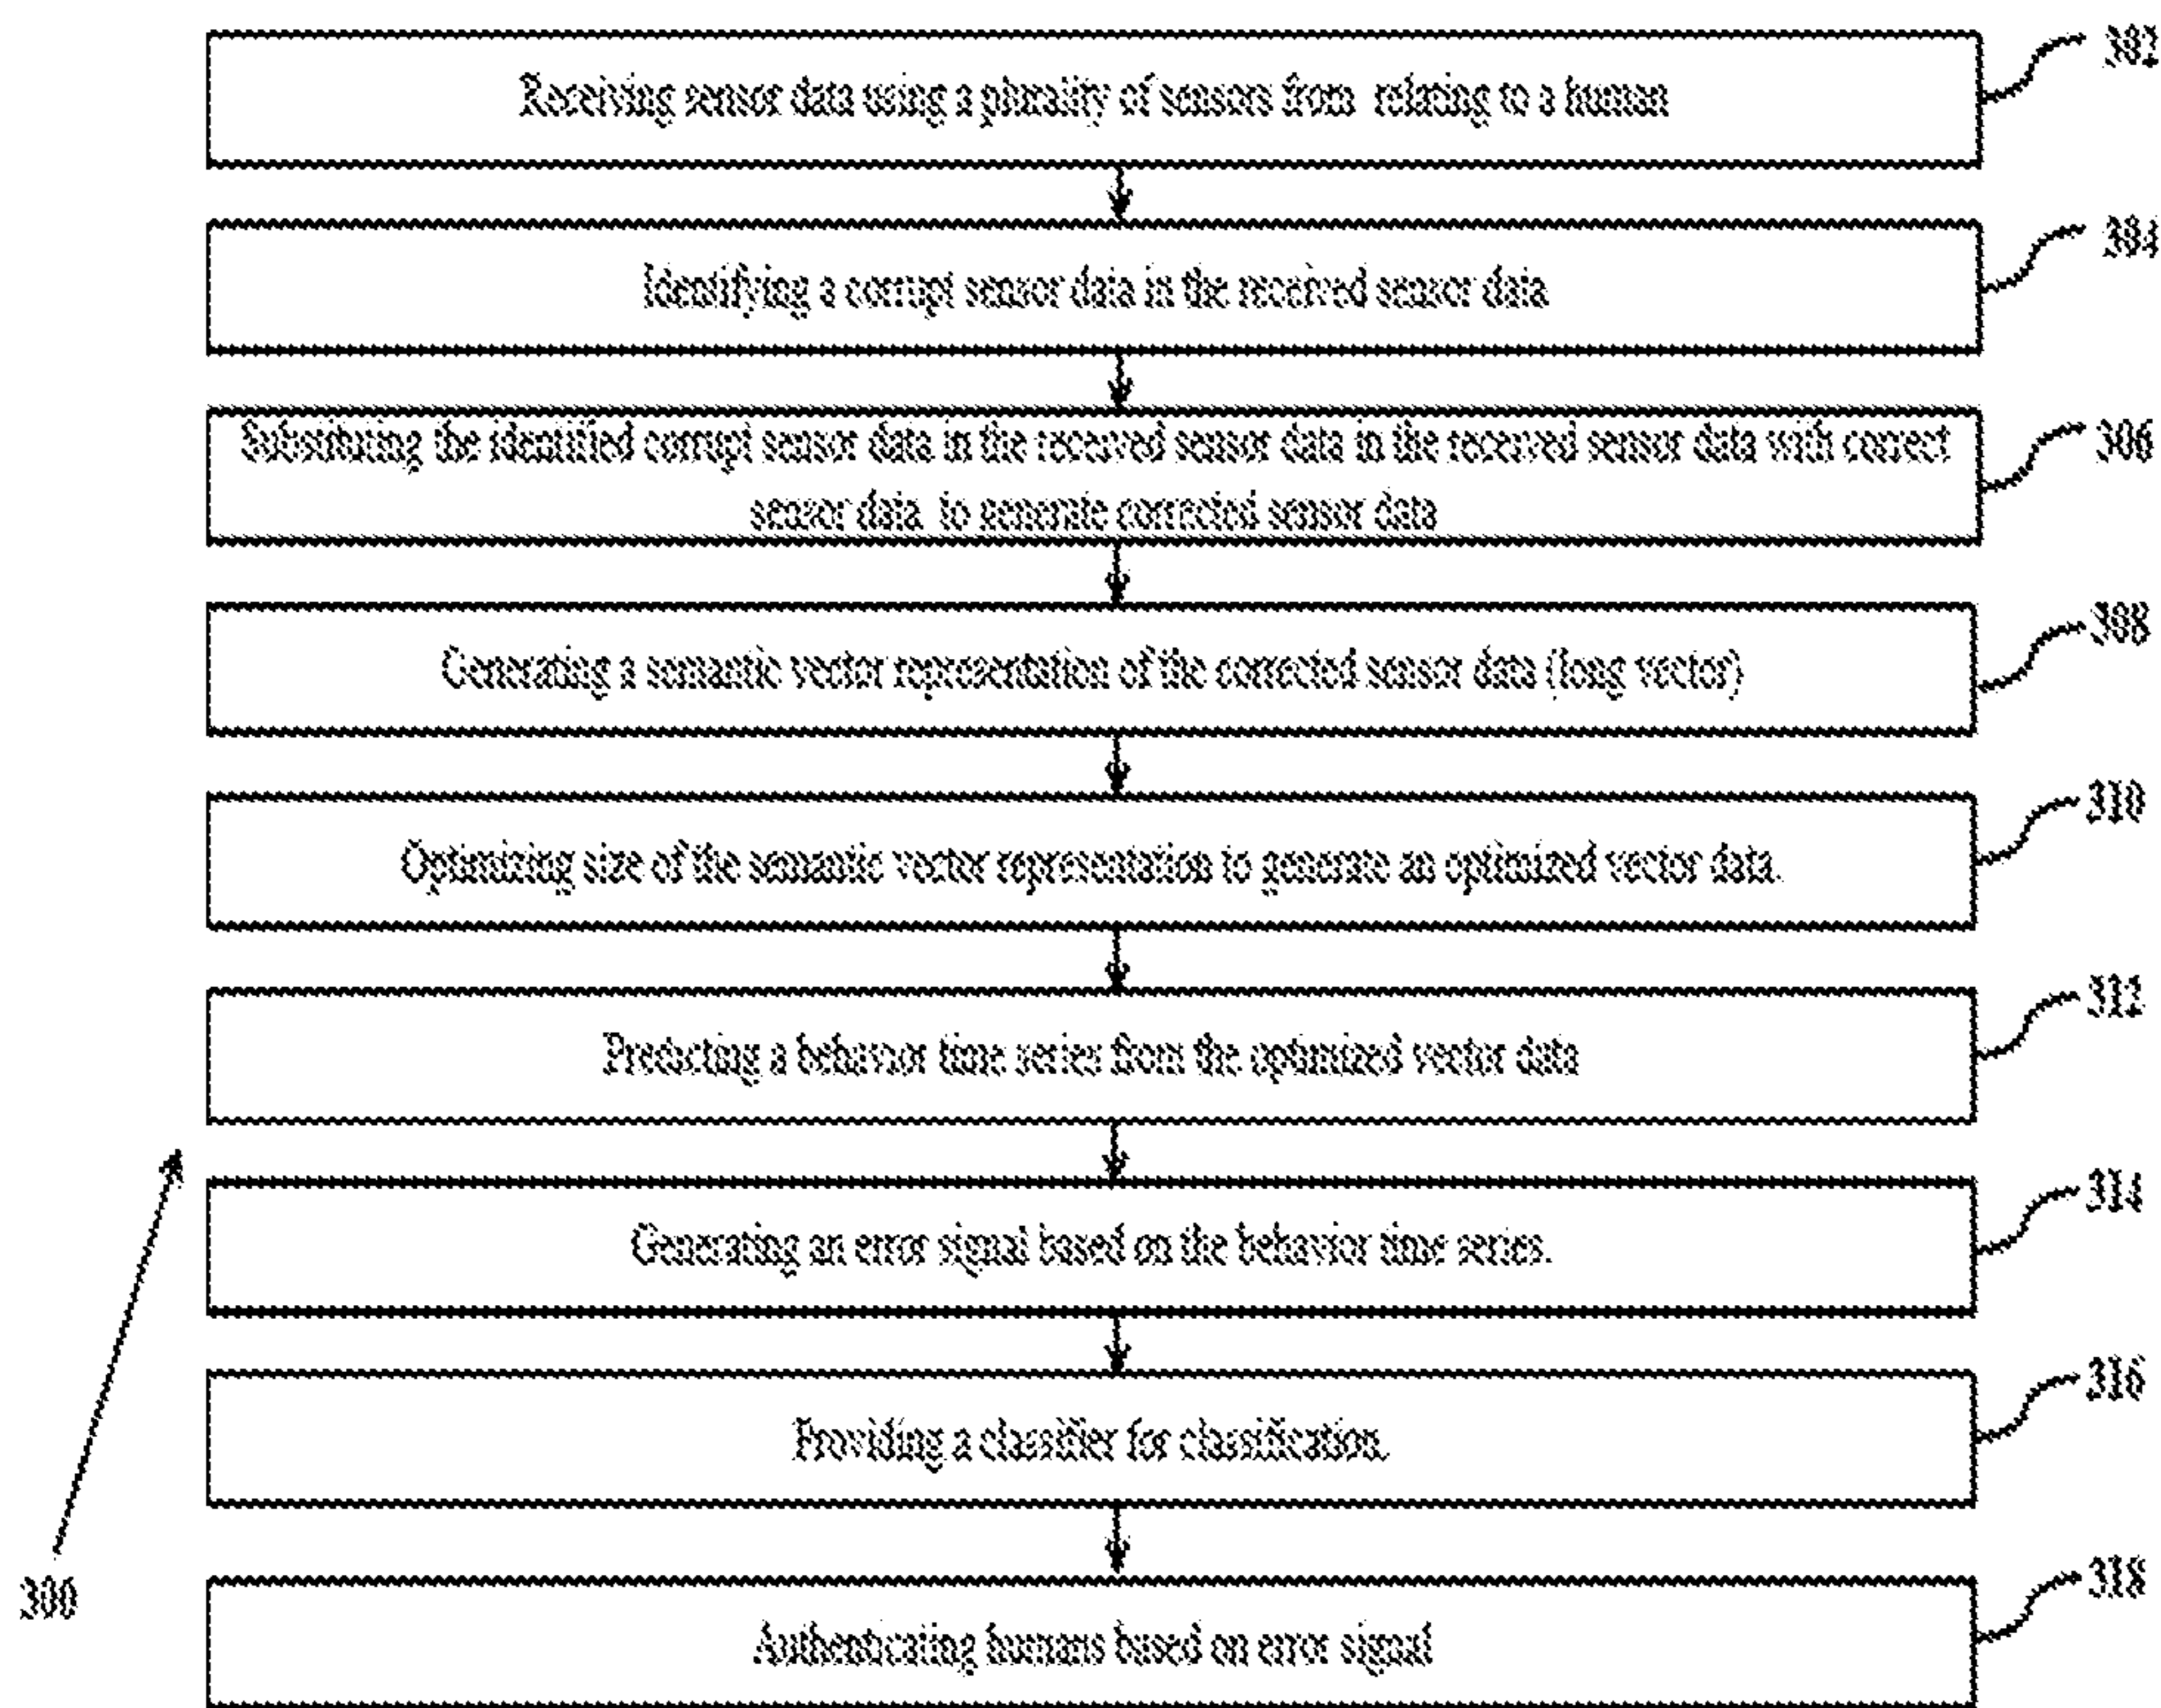 Receiving sensor data using a plurality of sensors from relating to a human
302
Identifying a corrupt sensor data in the received sensor data
304
Substituting the identified corrupt sensor data in the received sensor data in the received sensor data with correct
sensor data to generate corrected sensor data
306
Generating a semantic vector representation of the corrected sensor data (long vector)
308
Optimizing size of the semantic vector representation to generate an optimized vector data.
310
Predicting a behavior time series from the optimized vector data
312
Generating an error signal based on the behavior time series.
314
Providing a classifier for classification.
316
Authenticating humans based on error signal
318
300